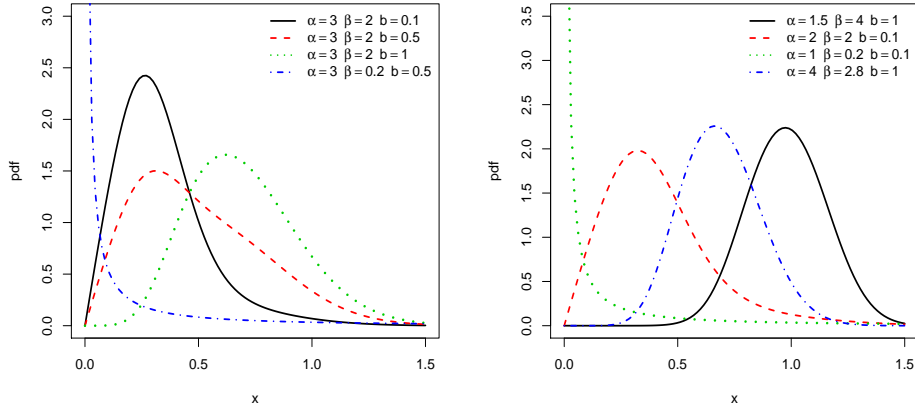 α = 3 β = 2 b = 0.1
α = 3 β = 2 b = 0.5
α = 3 β = 2 b = 1
α = 3 β = 0.2 b = 0.5
pdf
3.0
2.5
2.0
1.5
1.0
0.5
0.0
0.0 0.5 1.0 1.5
x
α = 1.5 β = 4 b = 1
α = 2 β = 2 b = 0.1
α = 1 β = 0.2 b = 0.1
α = 4 β = 2.8 b = 1
pdf
3.5
3.0
2.5
2.0
1.5
1.0
0.5
0.0
0.0 0.5 1.0 1.5
x